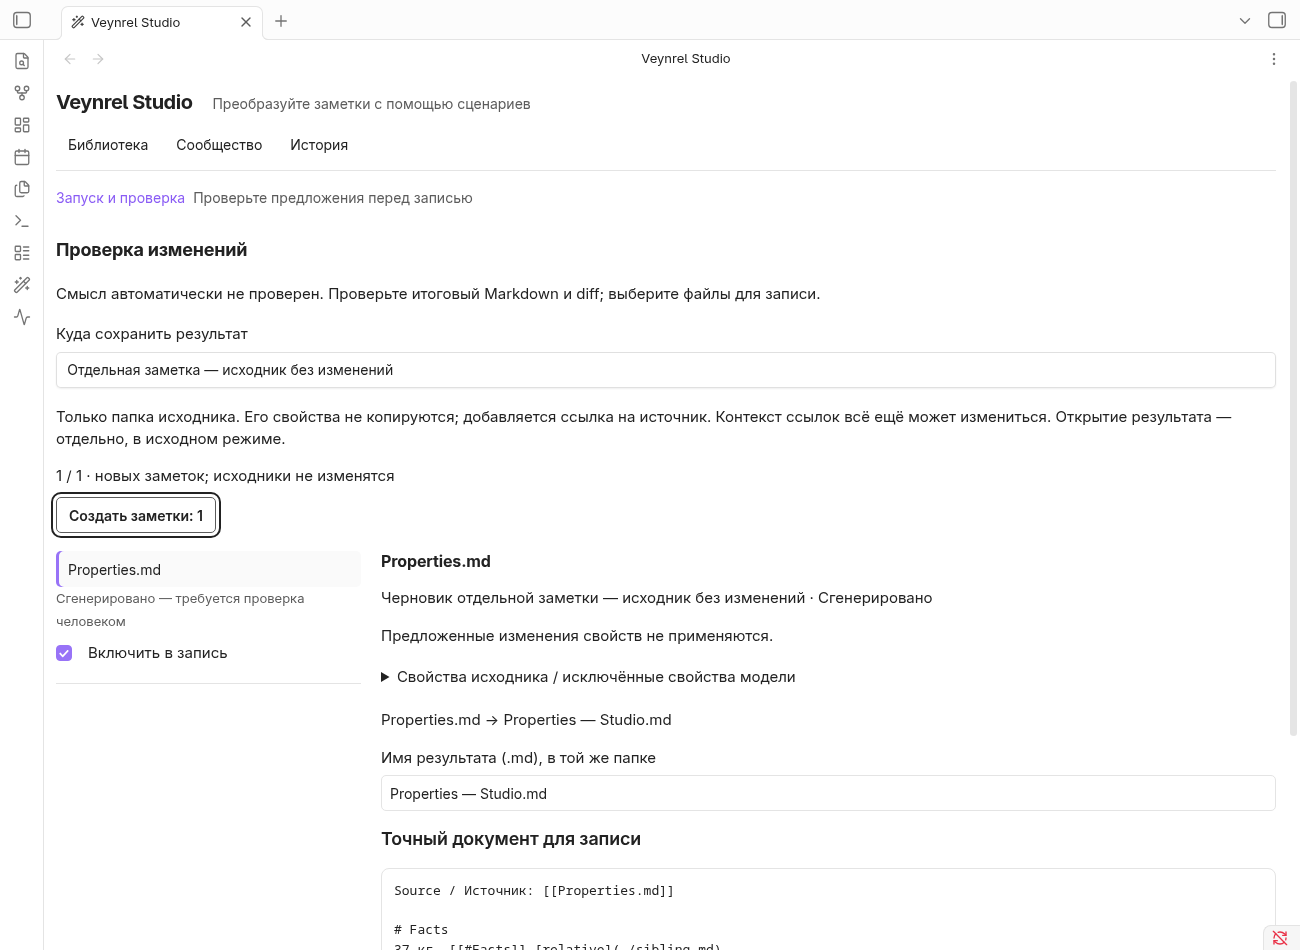 Veynrel Studio
Veynrel Studio
Veynrel Studio Преобразуйте заметки с помощью сценариев
Библиотека Сообщество История
Запуск и проверка Проверьте предложения перед записью
Проверка изменений
Смысл автоматически не проверен. Проверьте итоговый Markdown и diff; выберите файлы для записи.
Куда сохранить результат
Отдельная заметка — исходник без изменений
Только папка исходника. Его свойства не копируются; добавляется ссылка на источник. Контекст ссылок всё ещё может измениться. Открытие результата —
отдельно, в исходном режиме.
1 / 1 · новых заметок; исходники не изменятся
Создать заметки: 1
Properties.md
Сгенерировано — требуется проверка
человеком
Включить в запись
Properties.md
Черновик отдельной заметки — исходник без изменений · Сгенерировано
Предложенные изменения свойств не применяются.
Свойства исходника / исключённые свойства модели
Properties.md → Properties — Studio.md
Имя результата (.md), в той же папке
Properties — Studio.md
Точный документ для записи
Source / Источник: [[Properties.md]]
# Facts
37 кг. [[#Facts]] [relative](./sibling.md)